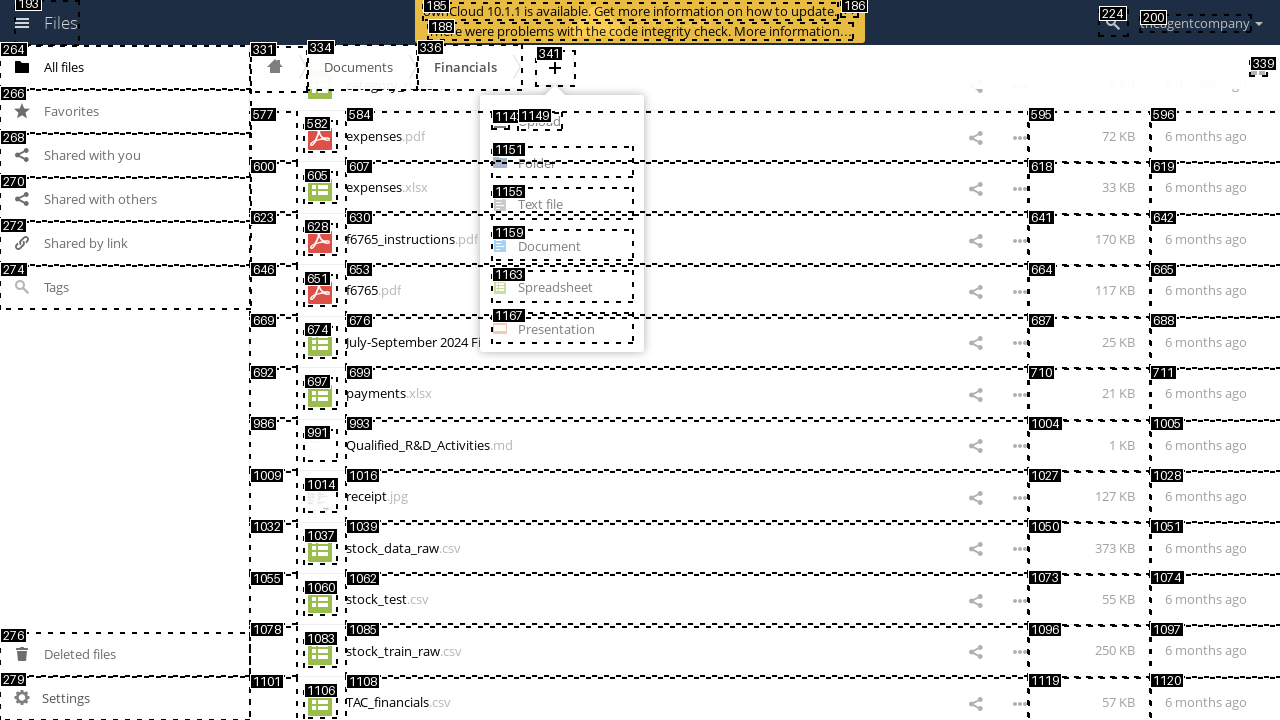 193
Files
185
ownCloud 10.1.1 is available. Get more information on how to update.
186
188
There were problems with the code integrity check. More information…
224
200
theagentcompany
264
All files
331
334
Documents
336
Financials
341
+
339
266
Favorites
268
Shared with you
270
Shared with others
272
Shared by link
274
Tags
276
Deleted files
279
Settings
1149
Upload
1151
Folder
1155
Text file
1159
Document
1163
Spreadsheet
1167
Presentation
577
582
584
expenses.pdf
595
72 KB
596
6 months ago
600
605
607
expenses.xlsx
618
33 KB
619
6 months ago
623
628
630
f6765_instructions.pdf
641
170 KB
642
6 months ago
646
651
653
f6765.pdf
664
117 KB
665
6 months ago
669
674
676
July-September 2024 Fi
687
25 KB
688
6 months ago
692
697
699
payments.xlsx
710
21 KB
711
6 months ago
986
991
993
Qualified_R&D_Activities.md
1004
1 KB
1005
6 months ago
1009
1014
1016
receipt.jpg
1027
127 KB
1028
6 months ago
1032
1037
1039
stock_data_raw.csv
1050
373 KB
1051
6 months ago
1055
1060
1062
stock_test.csv
1073
55 KB
1074
6 months ago
1078
1083
1085
stock_train_raw.csv
1096
250 KB
1097
6 months ago
1101
1106
1108
TAC_financials.csv
1119
57 KB
1120
6 months ago